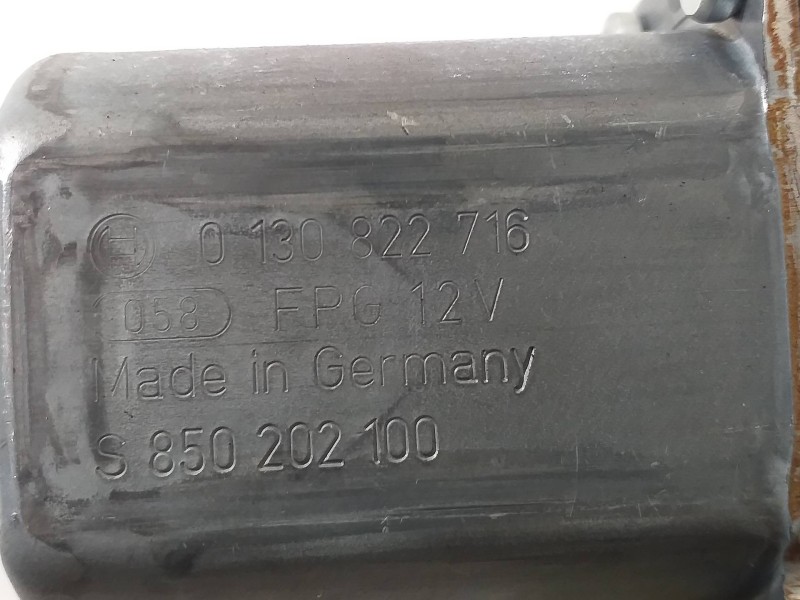 0 130 822 716
058 FPG 12V
Made in Germany
S 850 202 100